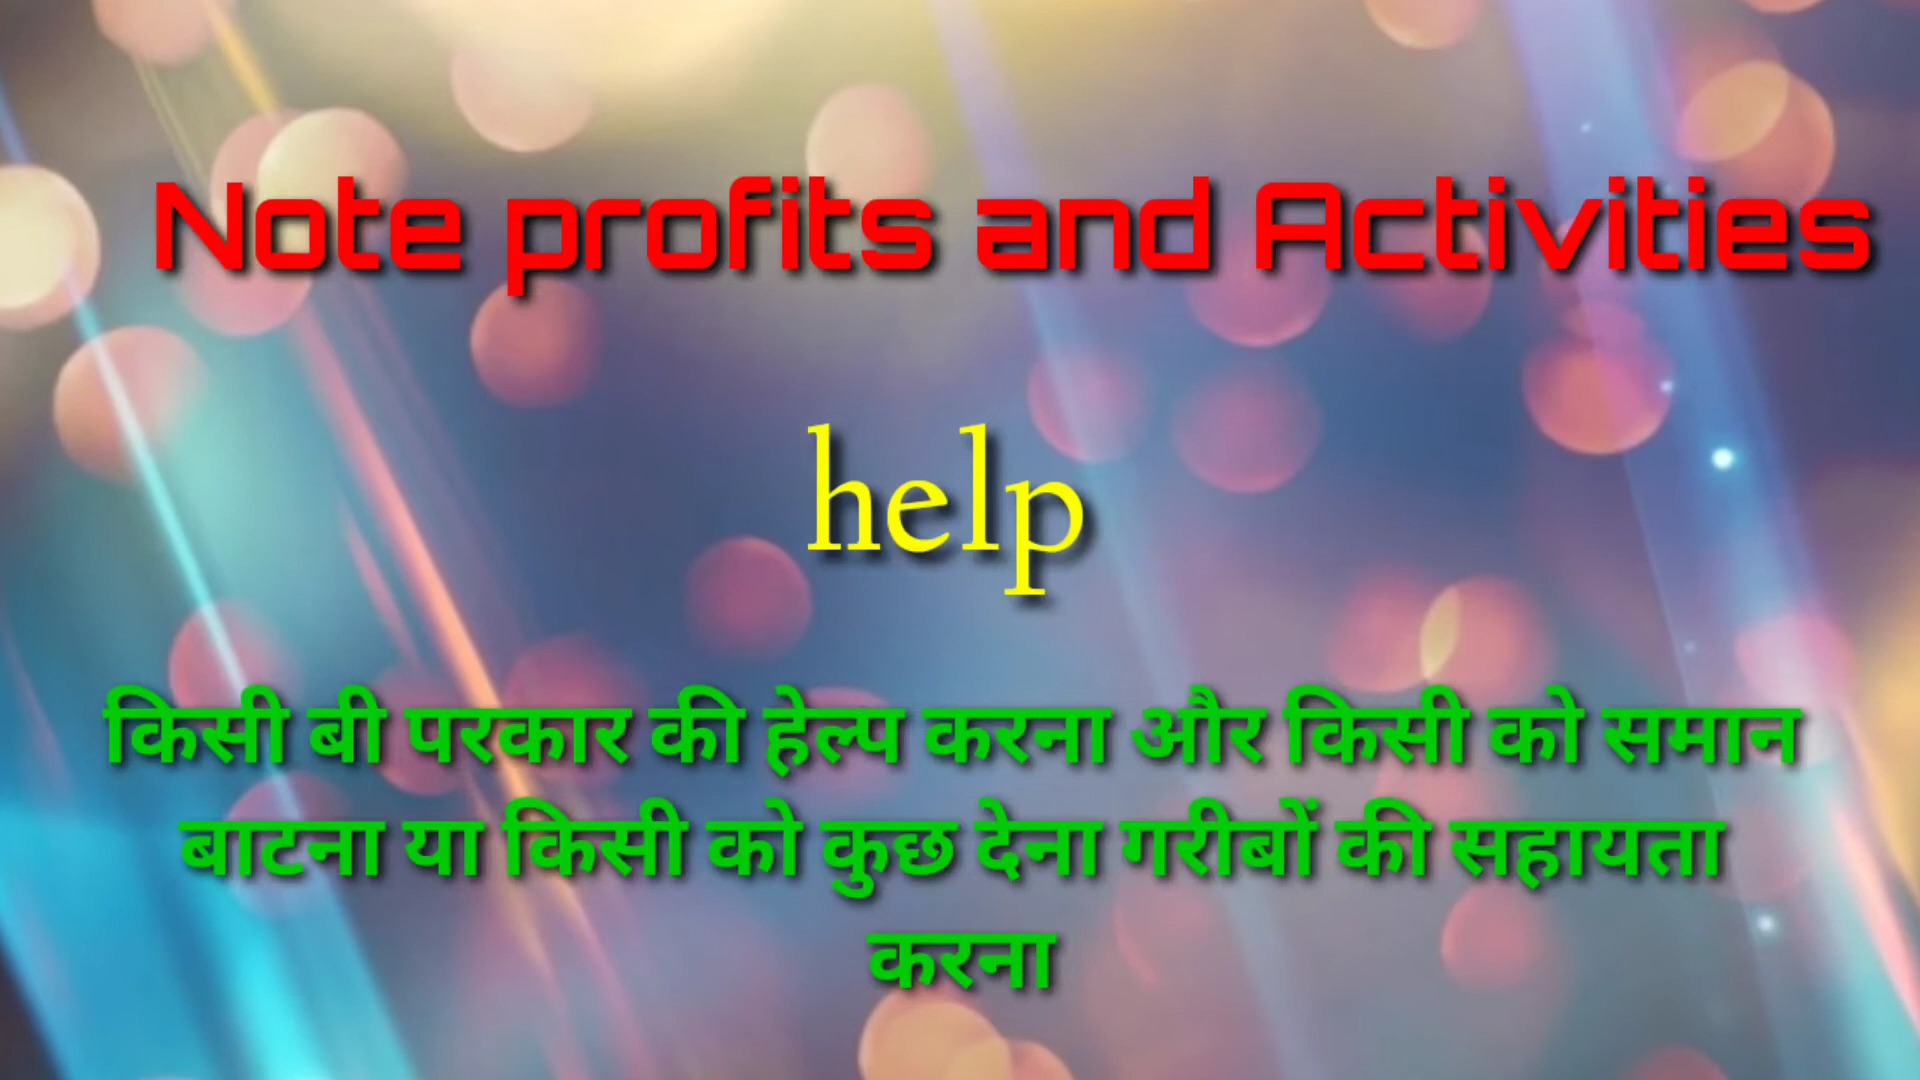 Note profits and Activities
help
किसी बी परकार की हेल्प करना और किसी को समान
बाटना या किसी को कुछ देना गरीबों की सहायता
करना